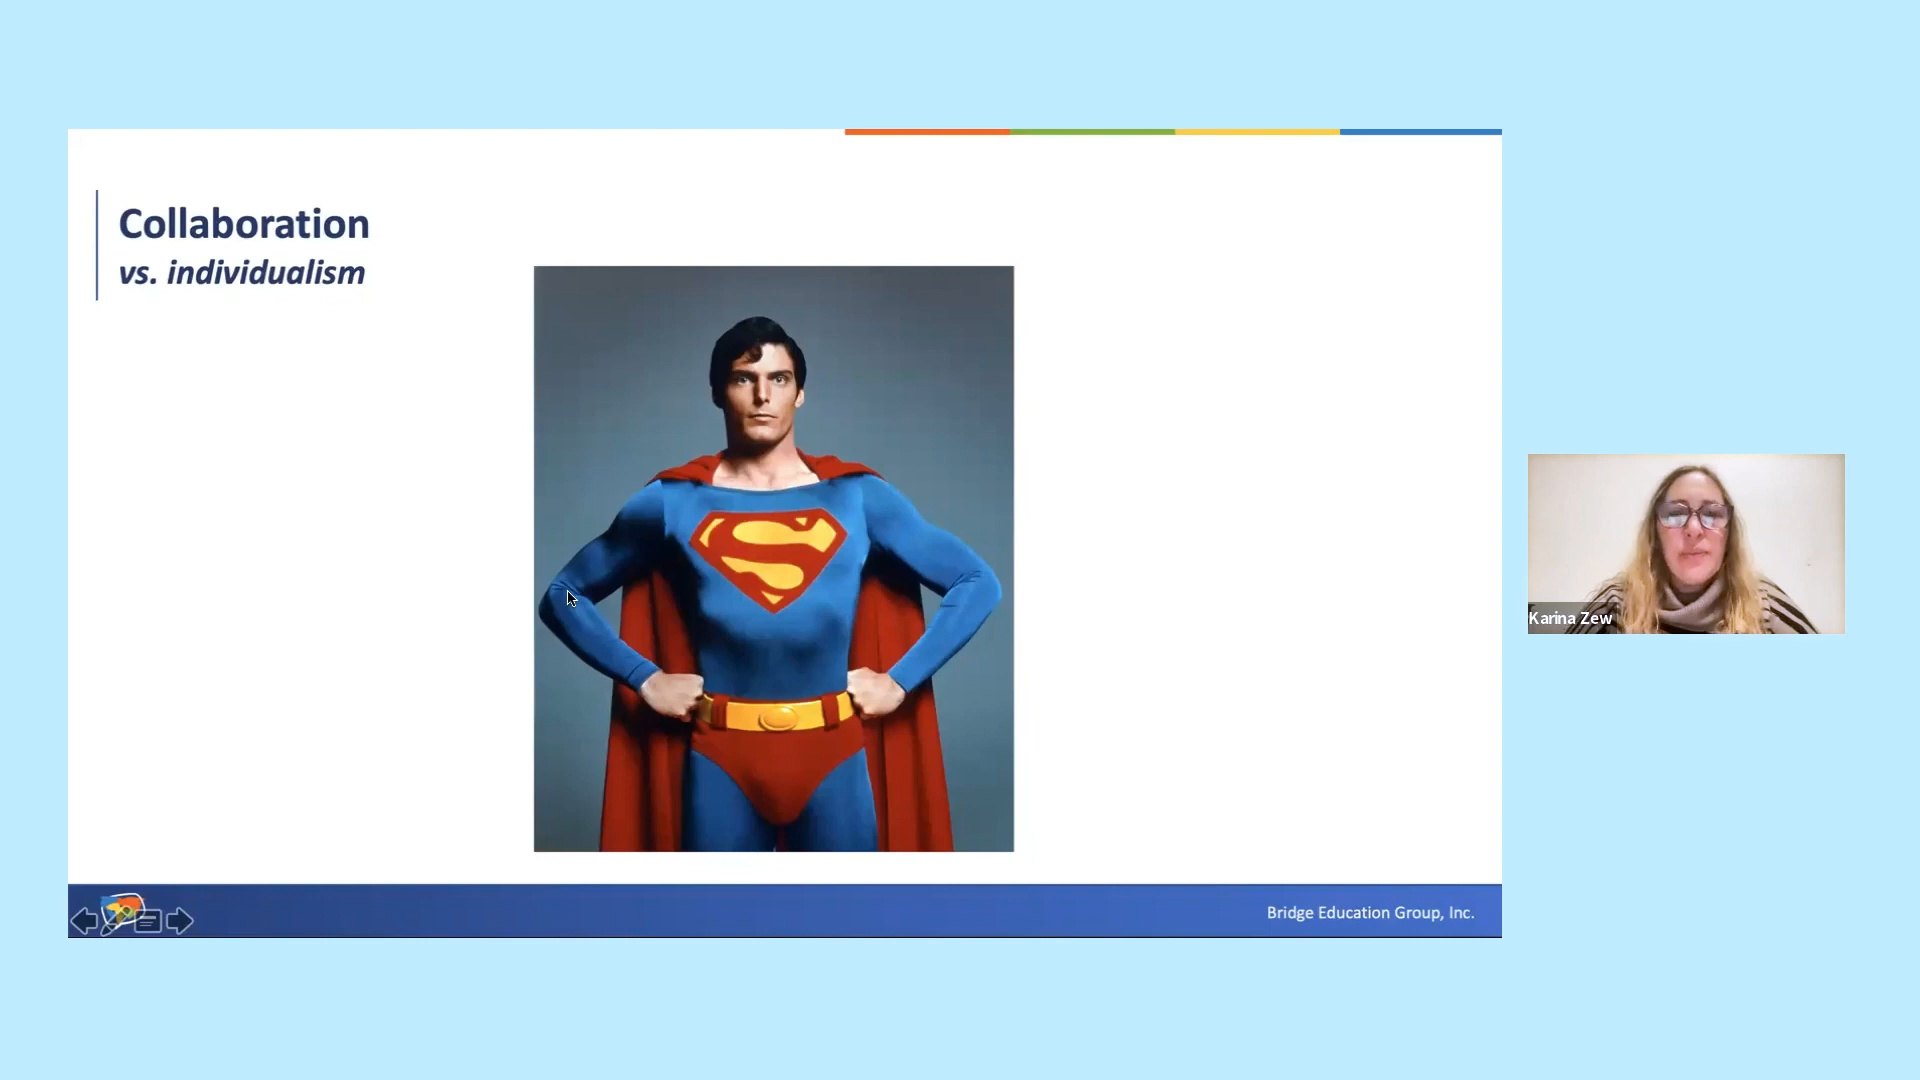 Collaboration
vs. individualism
Karina Zew
Bridge Education Group, Inc.